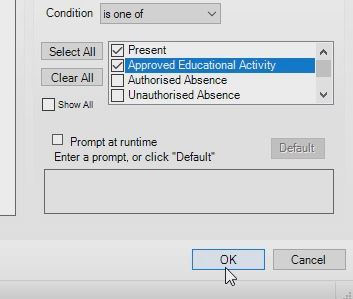 Condition is one of
Select All
Clear All
Show All
Present
Approved Educational Activity
Authorised Absence
Unauthorised Absence
Prompt at runtime
Enter a prompt, or click "Default"
Default
OK
Cancel